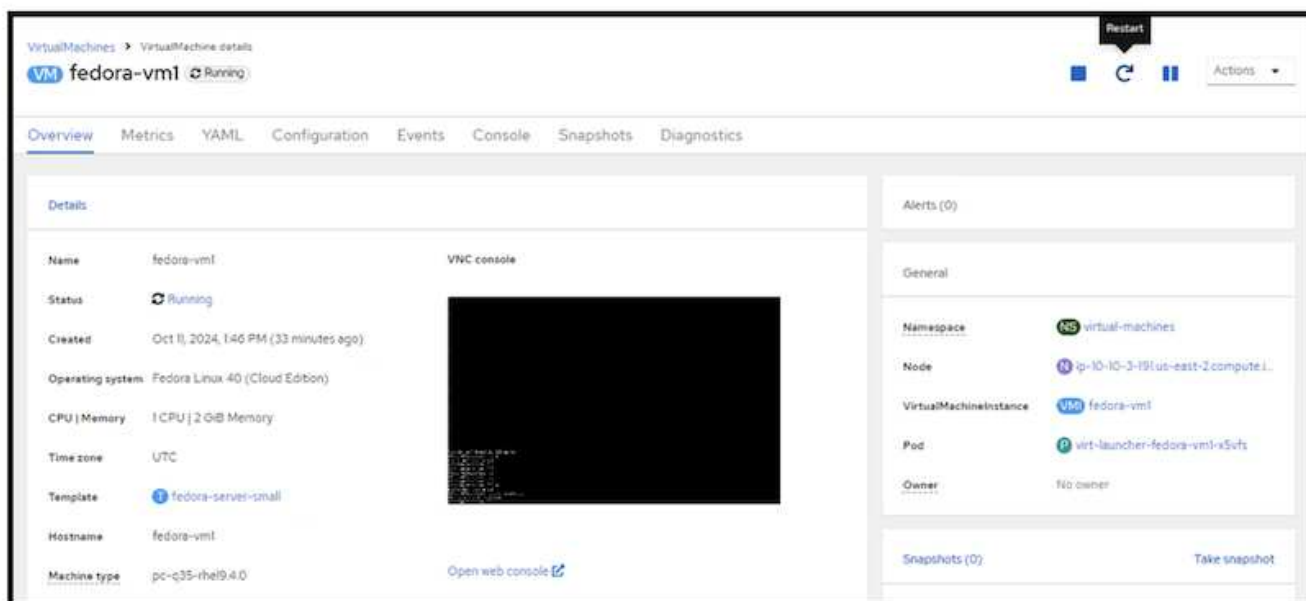 Restart
VirtualMachines > VirtualMachine details
VM fedora-vm1 Running
Actions
Overview Metrics YAML Configuration Events Console Snapshots Diagnostics
Details
Name fedora-vm1
Status Running
Created Oct 11, 2024, 1:46 PM (33 minutes ago)
Operating system Fedora Linux 40 (Cloud Edition)
CPU | Memory 1 CPU | 2 GiB Memory
Time zone UTC
Template T fedora-server-small
Hostname fedora-vm1
Machine type pc-q35-rhel9.4.0
VNC console
Open web console
Alerts (0)
General
Namespace NS virtual-machines
Node N ip-10-10-3-191.us-east-2.compute.i...
VirtualMachineInstance VMI fedora-vm1
Pod P virt-launcher-fedora-vm1-x5vfs
Owner No owner
Snapshots (0) Take snapshot